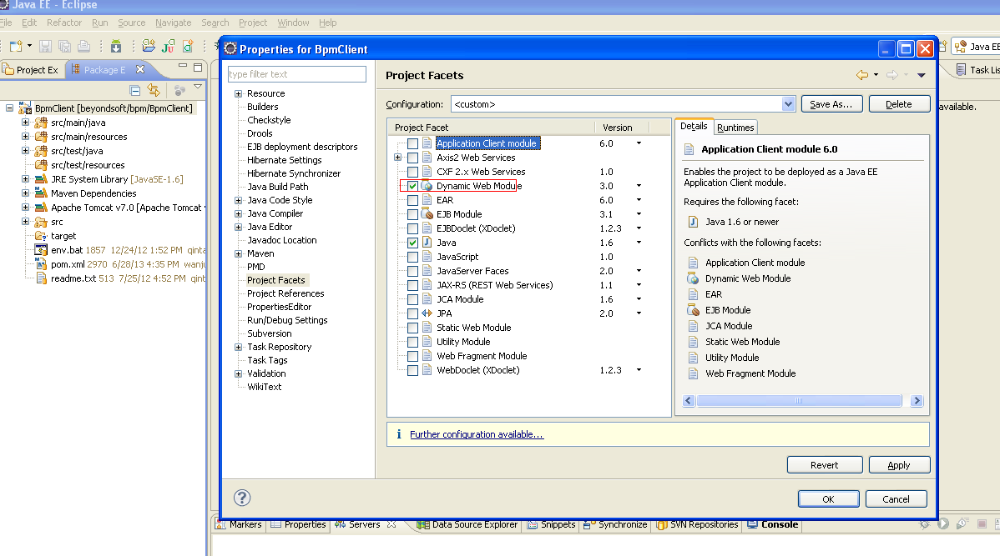 Java EE - Eclipse
File Edit Refactor Run Source Navigate Search Project Window Help
Java EE
Project Ex Package E
Task Lis
BpmClient [beyondsoft/bpm/BpmClient]
src/main/java
src/main/resources
src/test/java
src/test/resources
JRE System Library [JavaSE-1.6]
Maven Dependencies
Apache Tomcat v7.0 [Apache Tomcat v
src
target
env.bat 1857 12/24/12 1:52 PM qinta
pom.xml 2970 6/28/13 4:35 PM wanju
readme.txt 513 7/25/12 4:52 PM qint
available.
Properties for BpmClient
type filter text
Resource
Builders
Checkstyle
Drools
EJB deployment descriptors
Hibernate Settings
Hibernate Synchronizer
Java Build Path
Java Code Style
Java Compiler
Java Editor
Javadoc Location
Maven
PMD
Project Facets
Project References
PropertiesEditor
Run/Debug Settings
Subversion
Task Repository
Task Tags
Validation
WikiText
Project Facets
Configuration: <custom> Save As... Delete
Project Facet Version
Application Client module 6.0
Axis2 Web Services
CXF 2.x Web Services 1.0
Dynamic Web Module 3.0
EAR 6.0
EJB Module 3.1
EJBDoclet (XDoclet) 1.2.3
Java 1.6
JavaScript 1.0
JavaServer Faces 2.0
JAX-RS (REST Web Services) 1.1
JCA Module 1.6
JPA 2.0
Static Web Module
Utility Module
Web Fragment Module
WebDoclet (XDoclet) 1.2.3
Details Runtimes
Application Client module 6.0
Enables the project to be deployed as a Java EE
Application Client module.
Requires the following facet:
Java 1.6 or newer
Conflicts with the following facets:
Application Client module
Dynamic Web Module
EAR
EJB Module
JCA Module
Static Web Module
Utility Module
Web Fragment Module
i Further configuration available...
Revert Apply
? OK Cancel
Markers Properties Servers Data Source Explorer Snippets Synchronize SVN Repositories Console